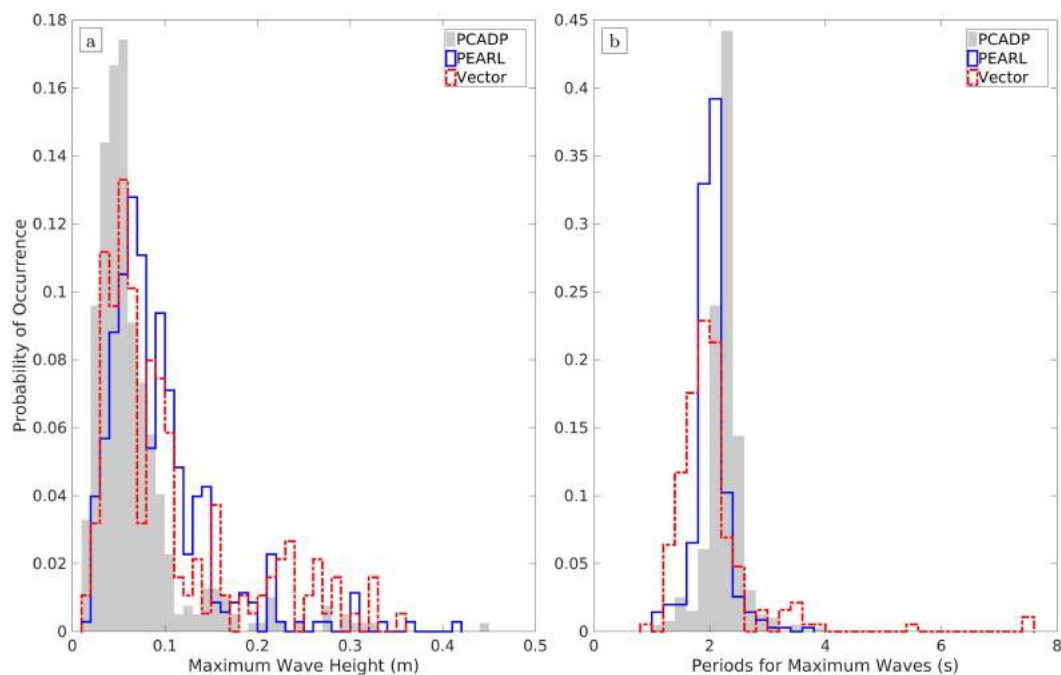 a
PCADP
PEARL
Vector
0.18
0.16
0.14
0.12
0.1
0.08
0.06
0.04
0.02
0
Probability of Occurrence
0
0.1
0.2
0.3
0.4
0.5
Maximum Wave Height (m)
b
PCADP
PEARL
Vector
0.45
0.4
0.35
0.3
0.25
0.2
0.15
0.1
0.05
0
0
2
4
6
8
Periods for Maximum Waves (s)